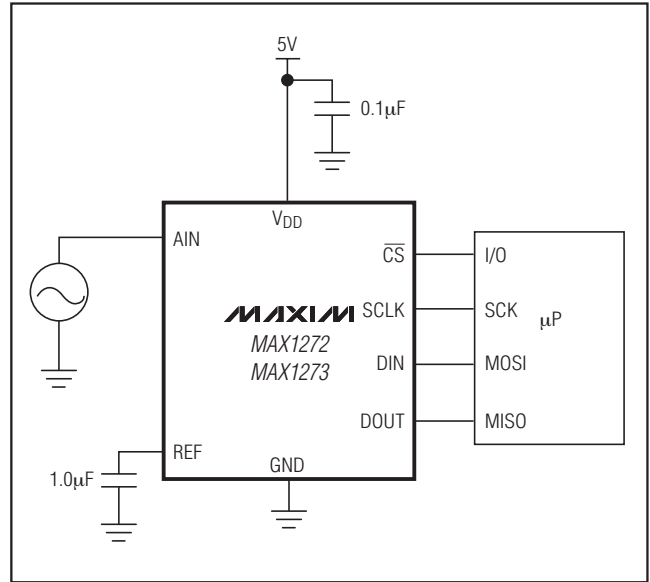 5V
0.1μF
VDD
AIN
CS
I/O
MAXIM
SCLK
SCK
μP
MAX1272
MAX1273
DIN
MOSI
DOUT
MISO
REF
GND
1.0μF